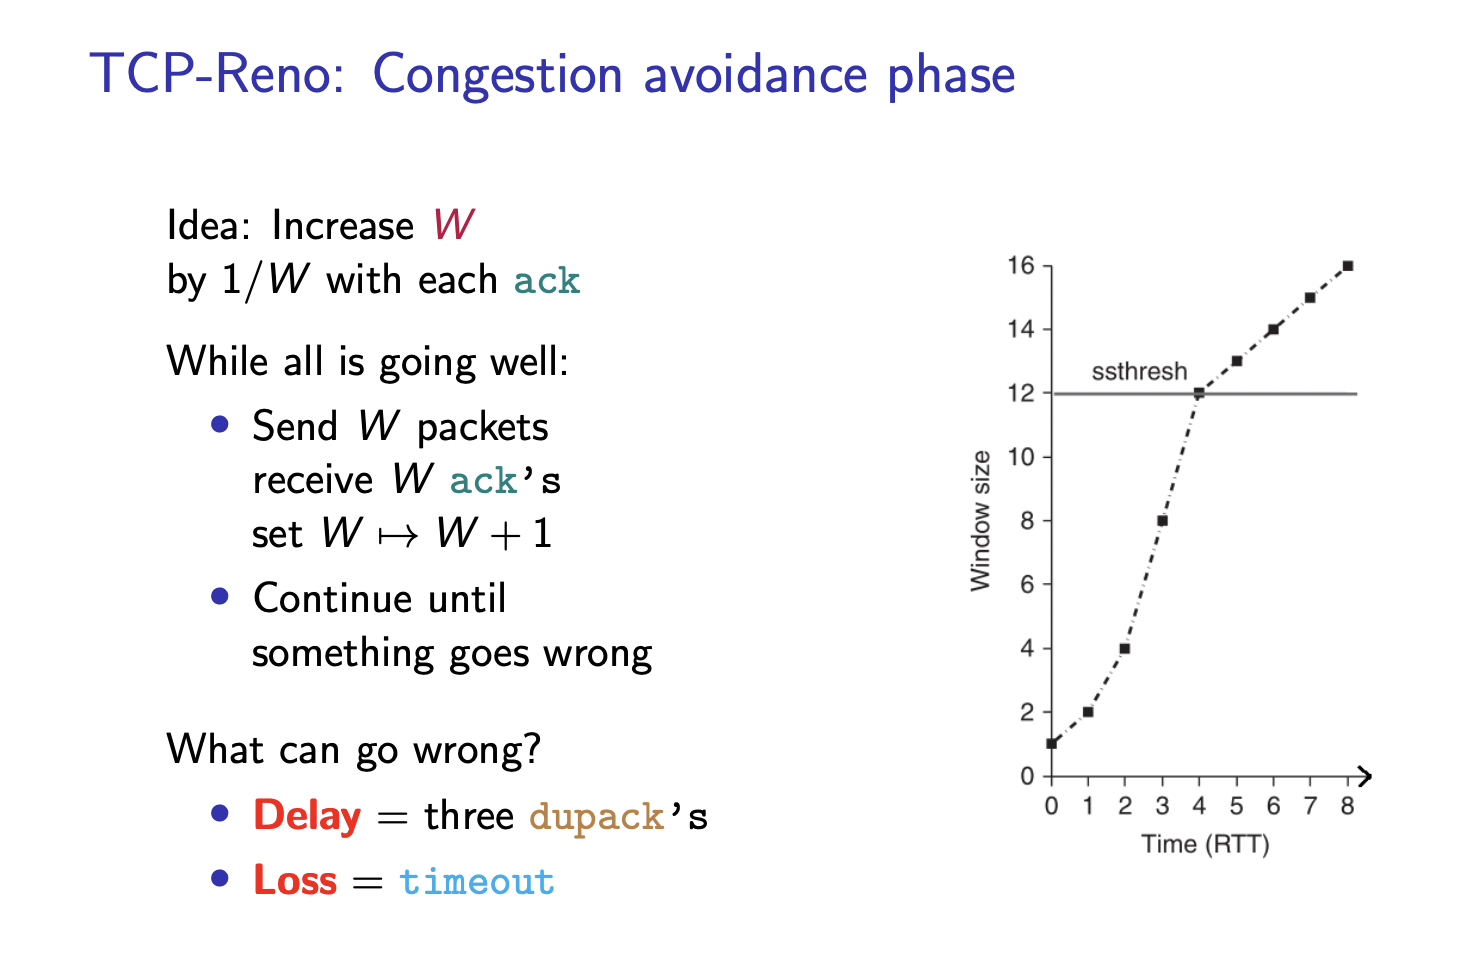 TCP-Reno: Congestion avoidance phase
Idea: Increase W
by 1/W with each ack
While all is going well:
• Send W packets
receive W ack's
set W ↦ W + 1
• Continue until
something goes wrong
What can go wrong?
• Delay = three dupack's
• Loss = timeout
16
14
ssthresh
12
10
8
6
4
2
0
Window size
0 1 2 3 4 5 6 7 8
Time (RTT)